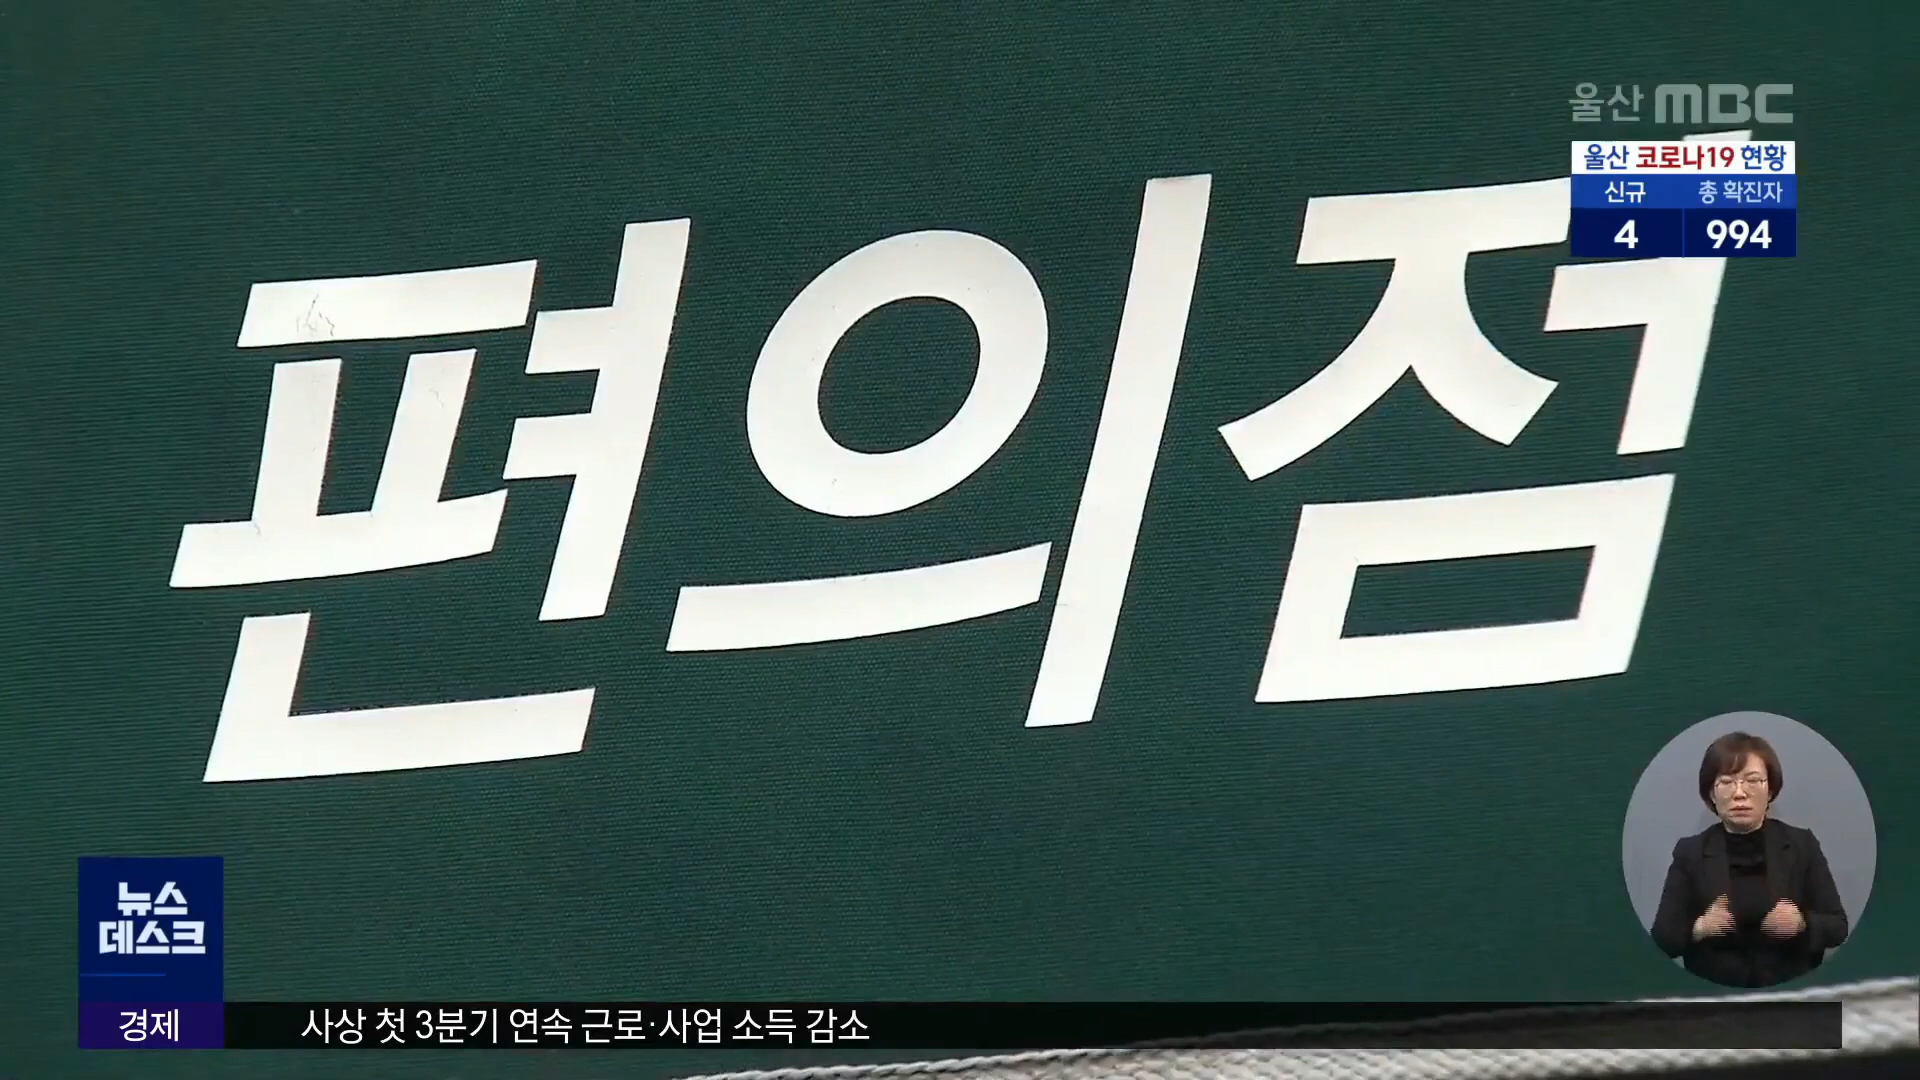 울산 MBC
울산 코로나19 현황
신규 총 확진자
4 994
편의점
뉴스
데스크
경제 사상 첫 3분기 연속 근로·사업 소득 감소